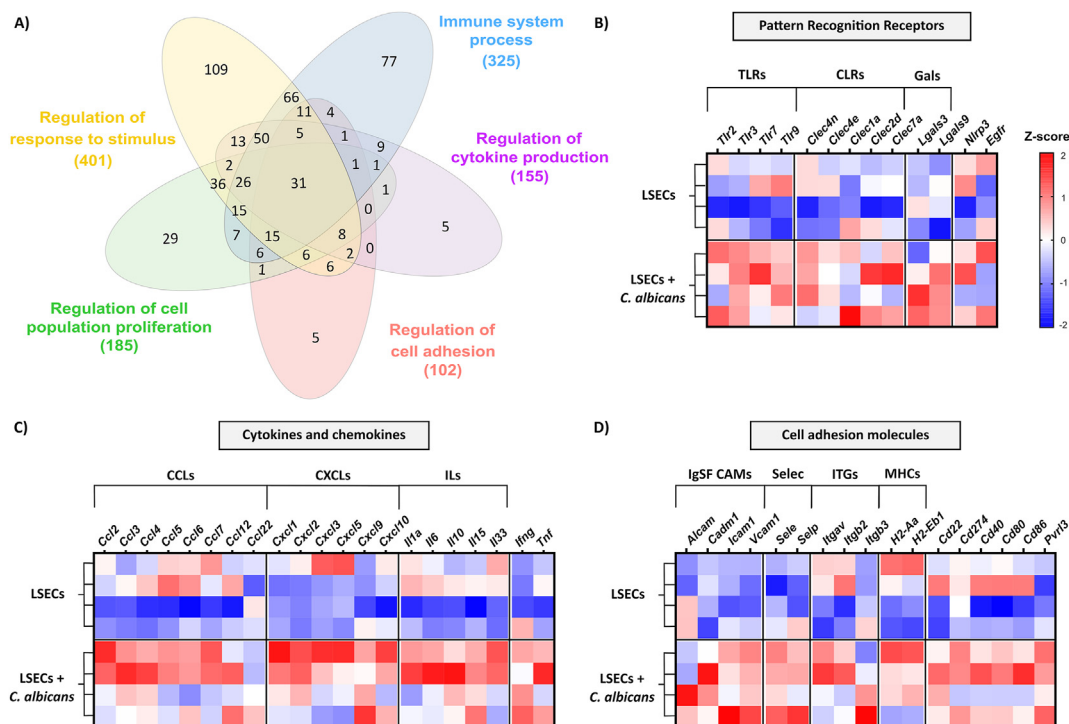 A)
Immune system
process
(325)
109
77
66
11
4
Regulation of
response to stimulus
(401)
13
50
5
1
9
2
1
1
Regulation of
cytokine production
(155)
36
26
31
1
0
15
5
29
7
15
8
0
6
6
2
1
6
Regulation of cell
population proliferation
(185)
5
Regulation of
cell adhesion
(102)
B)
Pattern Recognition Receptors
TLRs CLRs Gals
Tlr2 Tlr3 Tlr7 Tlr9 Clec4n Clec4e Clec1a Clec2d Clec7a Lgals3 Lgals9 Nlrp3 Egfr
Z-score
2
1
0
-1
-2
LSECs
LSECs +
C. albicans
C)
Cytokines and chemokines
CCLs CXCLs ILs
Ccl2 Ccl3 Ccl4 Ccl5 Ccl6 Ccl7 Ccl12 Ccl22 Cxcl1 Cxcl2 Cxcl3 Cxcl5 Cxcl9 Cxcl10 Il1a Il6 Il10 Il15 Il33 Ifng Tnf
LSECs
LSECs +
C. albicans
D)
Cell adhesion molecules
IgSF CAMs Selec ITGs MHCs
Alcam Cadm1 Icam1 Vcam1 Sele Selp Itgav Itgb2 Itgb3 H2-Aa H2-Eb1 Cd22 Cd274 Cd40 Cd80 Cd86 Pvrl3
LSECs
LSECs +
C. albicans